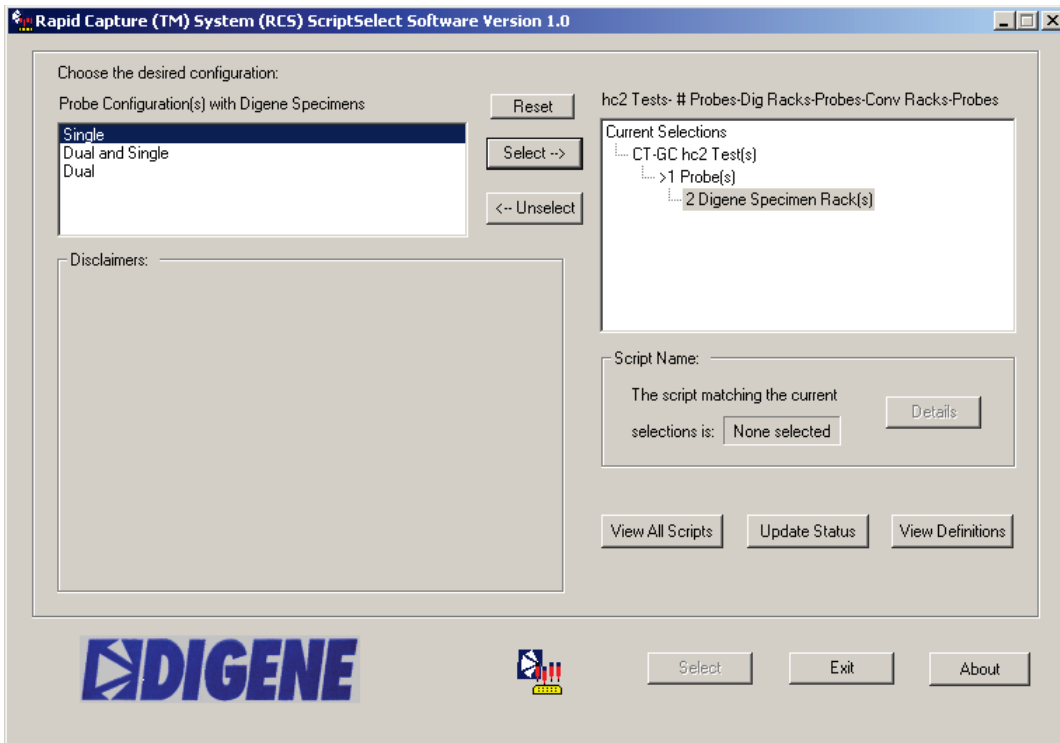 Rapid Capture (TM) System (RCS) ScriptSelect Software Version 1.0
Choose the desired configuration:
Probe Configuration(s) with Digene Specimens
Single
Dual and Single
Dual
Reset
Select -->
<-- Unselect
hc2 Tests- # Probes-Dig Racks-Probes-Conv Racks-Probes
Current Selections
CT-GC hc2 Test(s)
>1 Probe(s)
2 Digene Specimen Rack(s)
Disclaimers:
Script Name:
The script matching the current
selections is: None selected
Details
View All Scripts
Update Status
View Definitions
DIGENE
Select
Exit
About